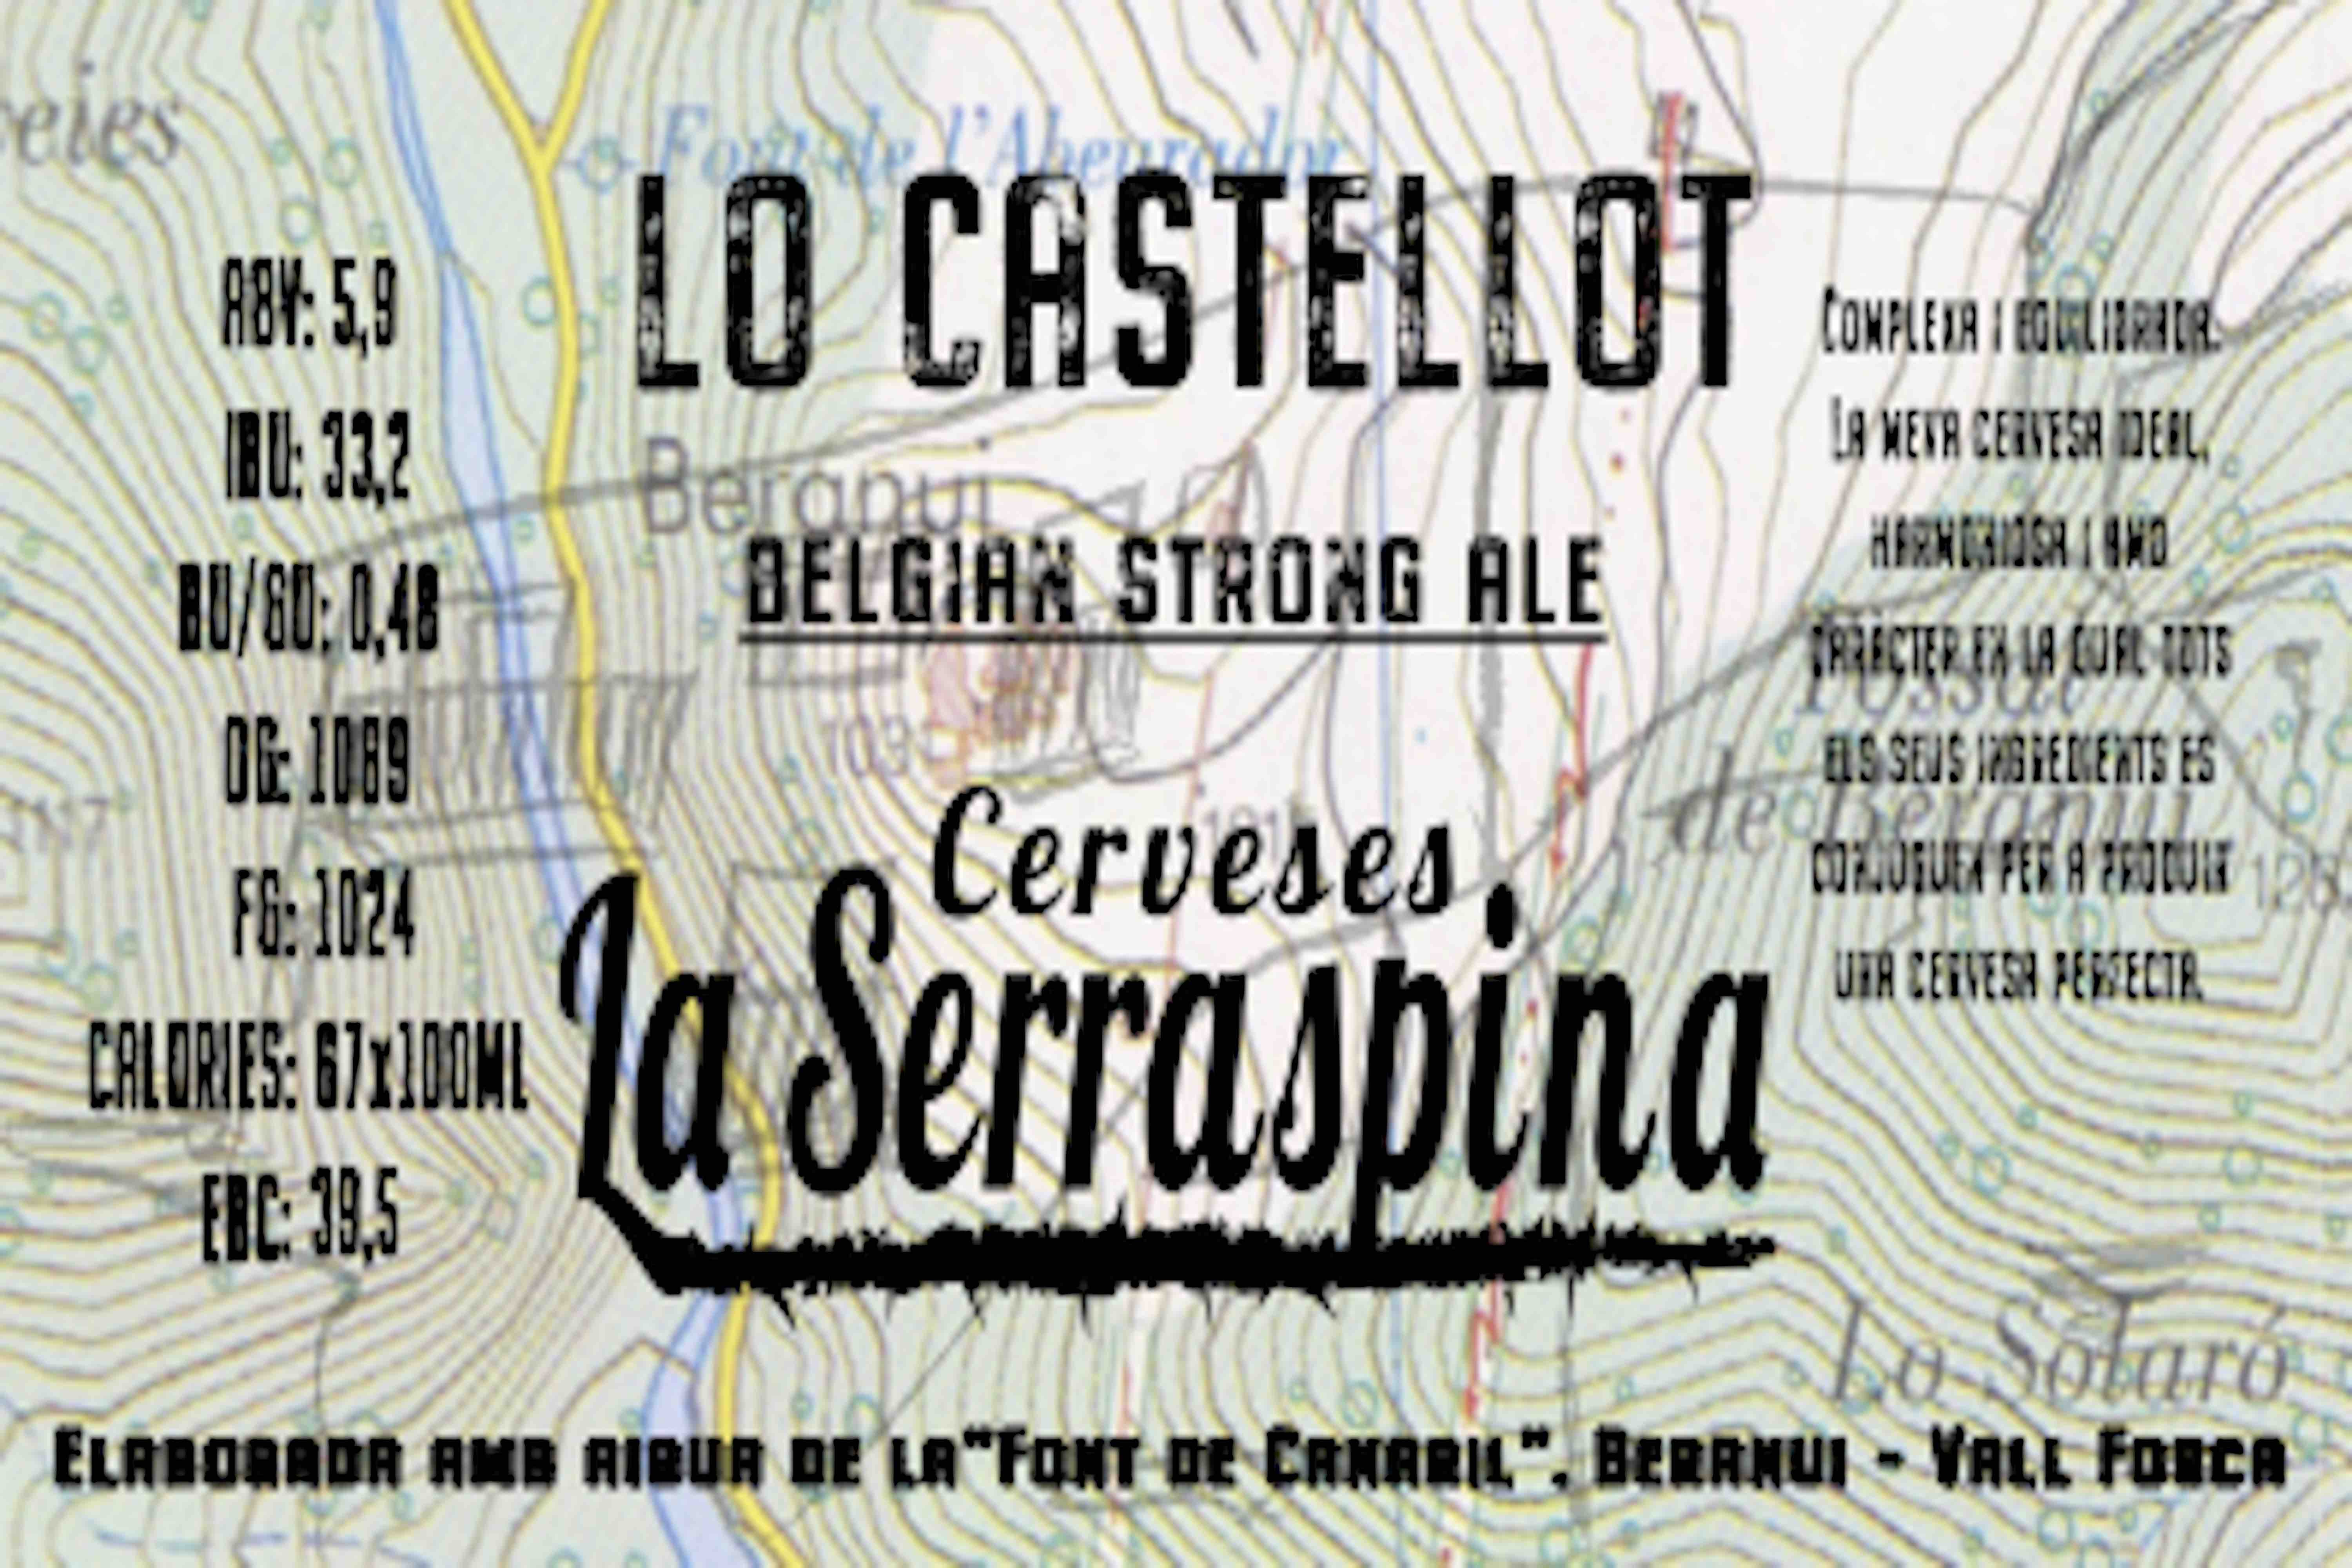 Font de l'Abeurador
LO CASTELLOT
Beranui
BELGIAN STRONG ALE
Cerveses
La Serraspina
ABV: 5,9
IBU: 33,2
BU/GU: 0,48
OG: 1069
FG: 1024
CALORIES: 67x100ML
EBC: 39,5
COMPLEXA I EQUILIBRADA.
LA MEVA CERVESA IDEAL,
HARMONIOSA I AMB
CARÀCTER EN LA QUAL TOTS
ELS SEUS INGREDIENTS ES
CONJUGUEN PER A PRODUIR
UNA CERVESA PERFECTA.
de Beranui
Lo Solaró
ELABORADA AMB AIGUA DE LA "FONT DE CANARIL". BERANUI - VALL FOSCA